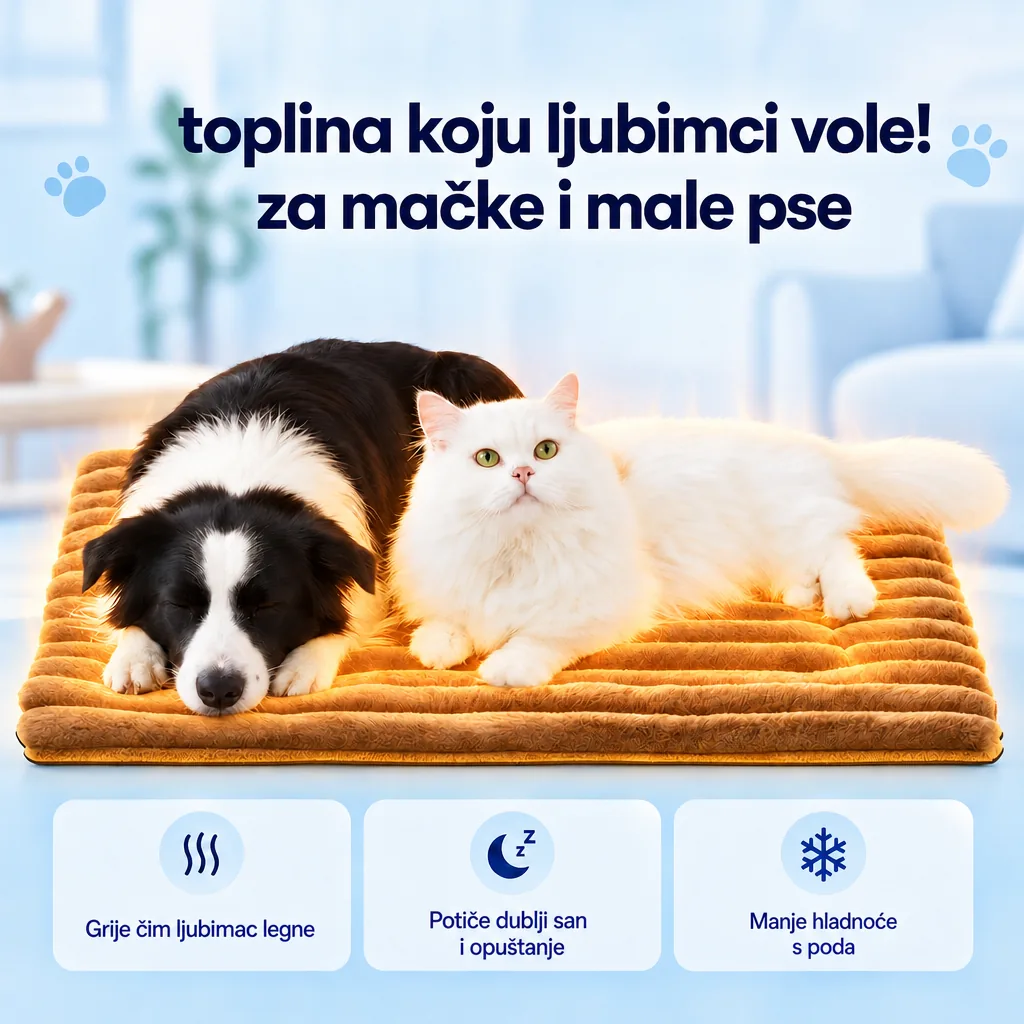 toplina koju ljubimci vole!
za mačke i male pse
Grije čim ljubimac legne
z z
Potiče dublji san
i opuštanje
Manje hladnoće
s poda